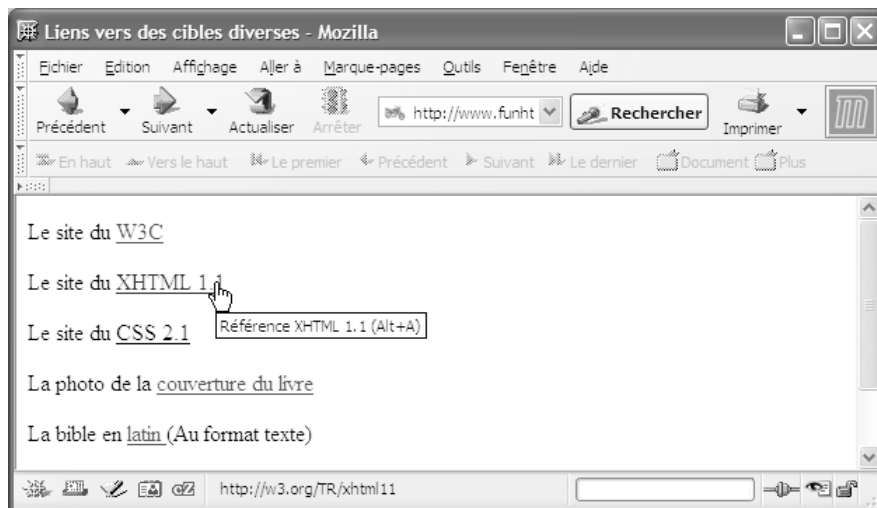 Liens vers des cibles diverses - Mozilla
Fichier Edition Affichage Aller à Marque-pages Outils Fenêtre Aide
Précédent Suivant Actualiser Arrêter http://www.funht Rechercher Imprimer
En haut Vers le haut Le premier Précédent Suivant Le dernier Document Plus
Le site du W3C
Le site du XHTML 1.1
Référence XHTML 1.1 (Alt+A)
Le site du CSS 2.1
La photo de la couverture du livre
La bible en latin (Au format texte)
http://w3.org/TR/xhtml11